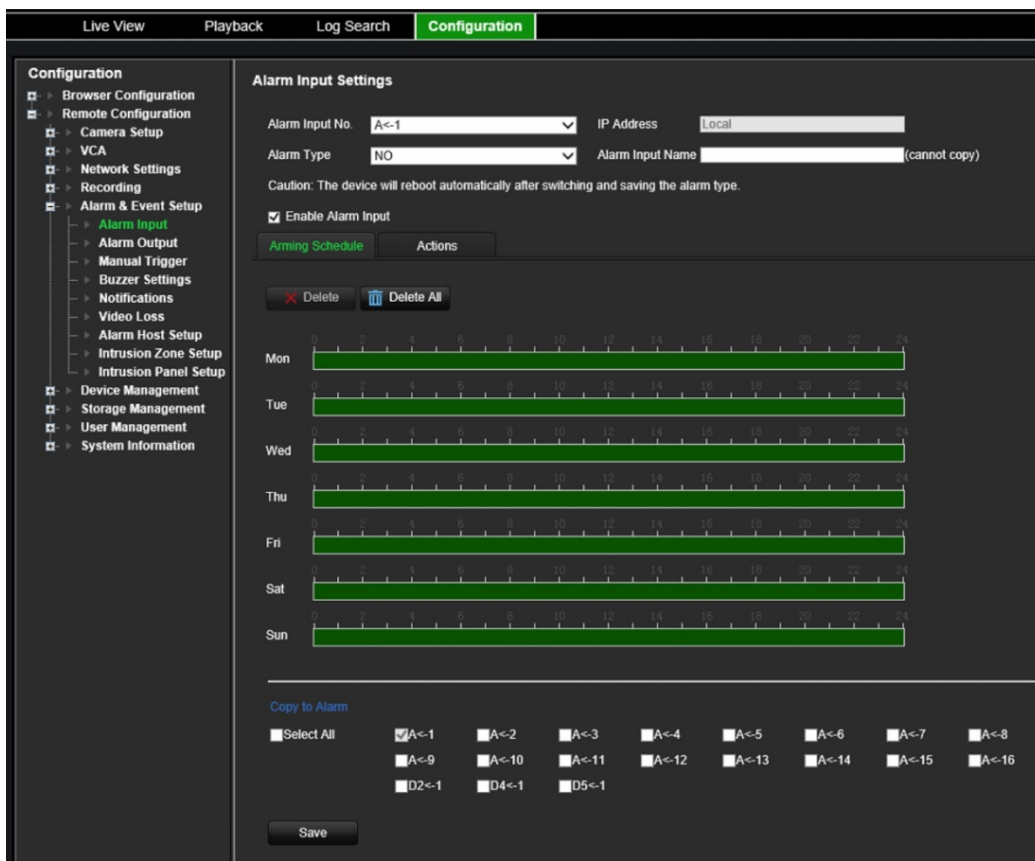 Live View Playback Log Search Configuration
Configuration
Browser Configuration
Remote Configuration
Camera Setup
VCA
Network Settings
Recording
Alarm & Event Setup
Alarm Input
Alarm Output
Manual Trigger
Buzzer Settings
Notifications
Video Loss
Alarm Host Setup
Intrusion Zone Setup
Intrusion Panel Setup
Device Management
Storage Management
User Management
System Information
Alarm Input Settings
Alarm Input No. A<-1 IP Address Local
Alarm Type NO Alarm Input Name (cannot copy)
Caution: The device will reboot automatically after switching and saving the alarm type.
Enable Alarm Input
Arming Schedule Actions
Delete Delete All
0 2 4 6 8 10 12 14 16 18 20 22 24
Mon
0 2 4 6 8 10 12 14 16 18 20 22 24
Tue
0 2 4 6 8 10 12 14 16 18 20 22 24
Wed
0 2 4 6 8 10 12 14 16 18 20 22 24
Thu
0 2 4 6 8 10 12 14 16 18 20 22 24
Fri
0 2 4 6 8 10 12 14 16 18 20 22 24
Sat
0 2 4 6 8 10 12 14 16 18 20 22 24
Sun
Copy to Alarm
Select All A<-1 A<-2 A<-3 A<-4 A<-5 A<-6 A<-7 A<-8
A<-9 A<-10 A<-11 A<-12 A<-13 A<-14 A<-15 A<-16
D2<-1 D4<-1 D5<-1
Save